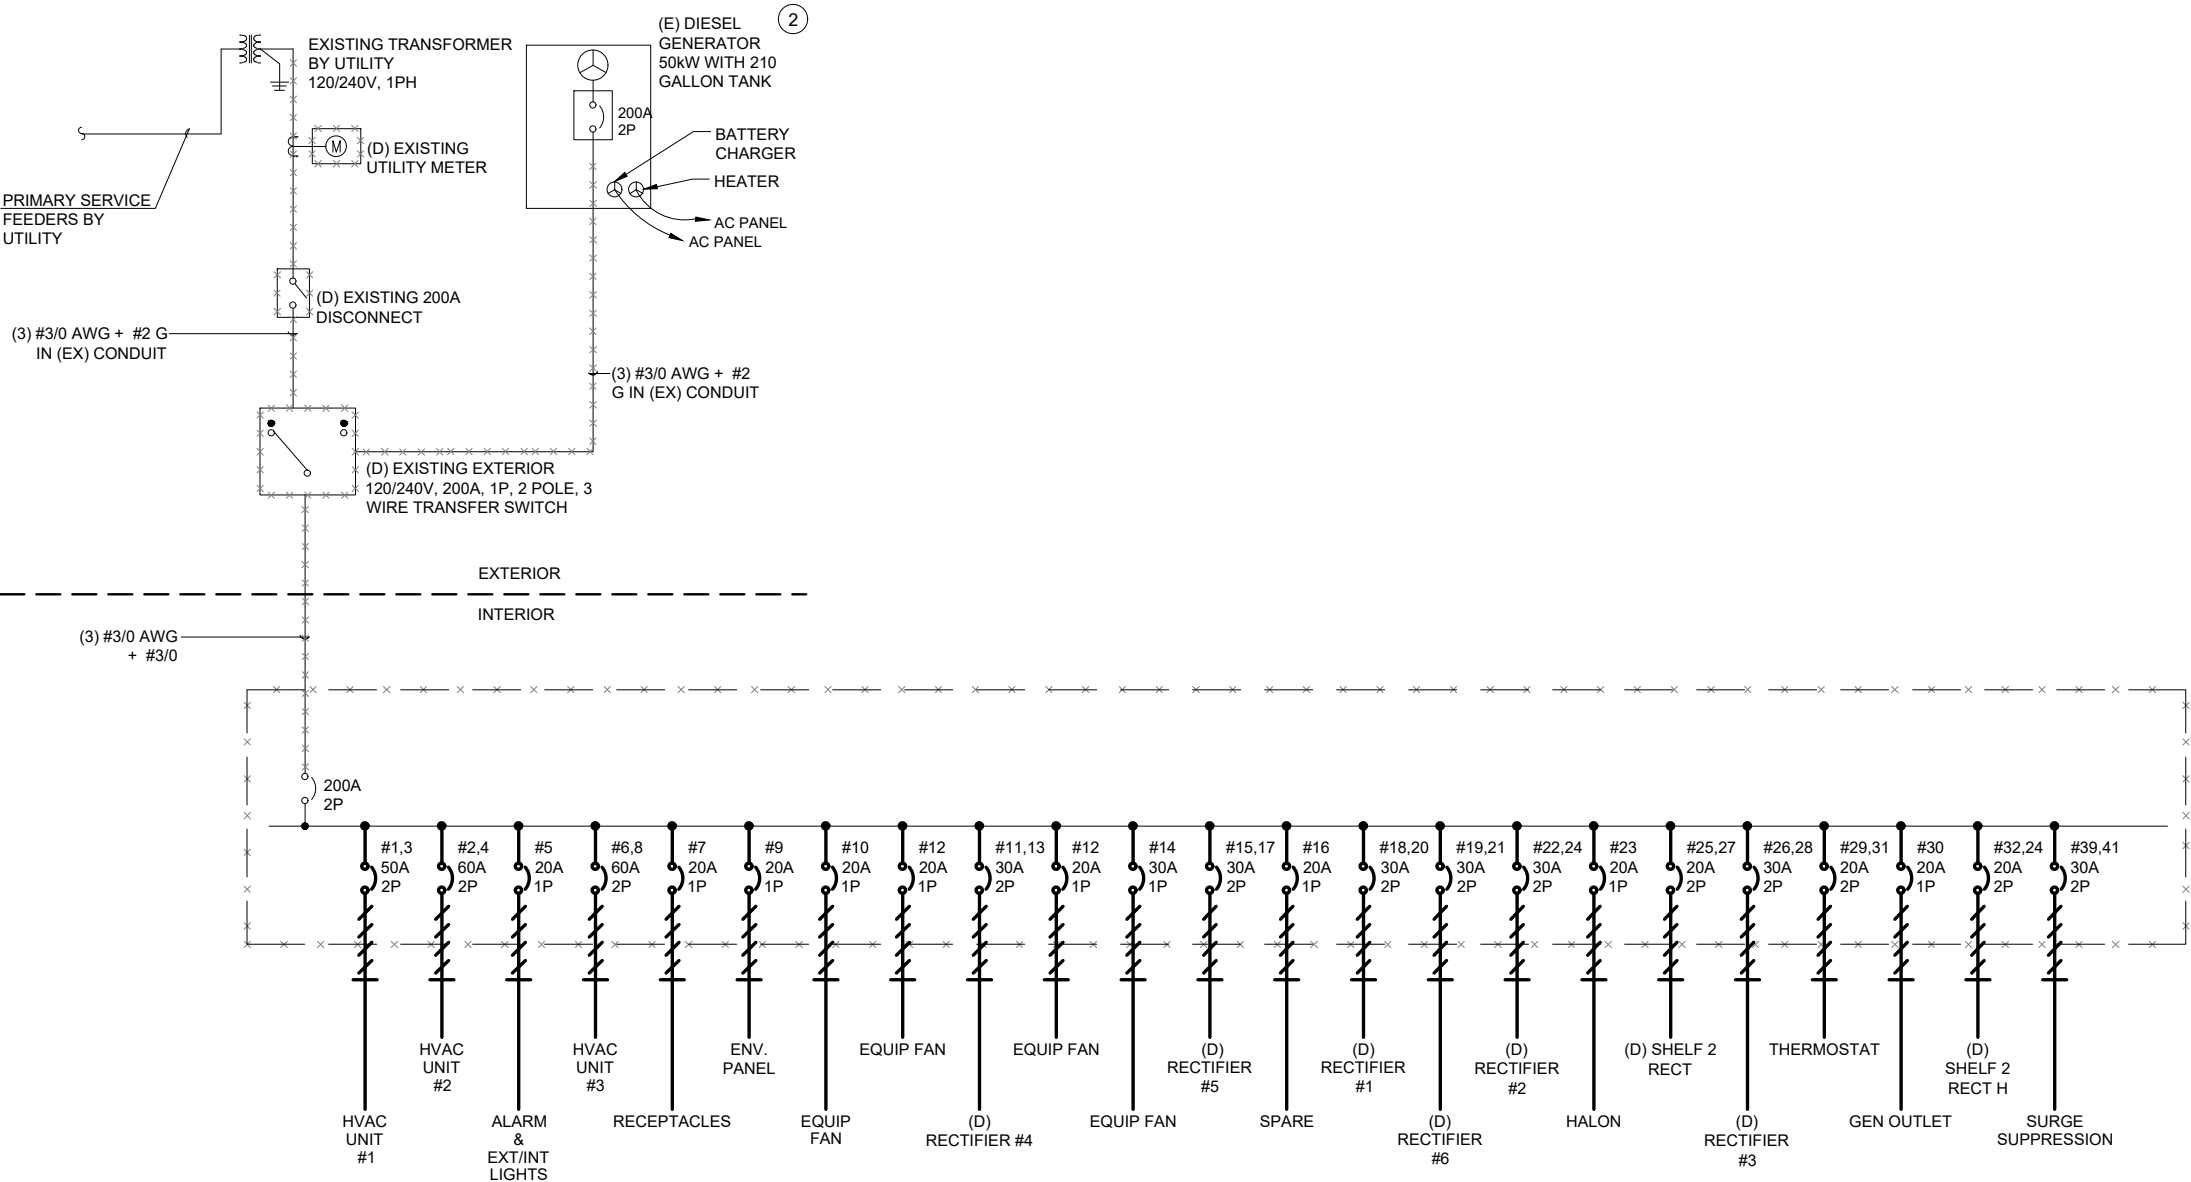 2
(E) DIESEL
GENERATOR
50kW WITH 210
GALLON TANK
EXISTING TRANSFORMER
BY UTILITY
120/240V, 1PH
200A
2P
BATTERY
CHARGER
HEATER
AC PANEL
AC PANEL
M
(D) EXISTING
UTILITY METER
PRIMARY SERVICE
FEEDERS BY
UTILITY
(D) EXISTING 200A
DISCONNECT
(3) #3/0 AWG + #2 G
IN (EX) CONDUIT
(3) #3/0 AWG + #2
G IN (EX) CONDUIT
(D) EXISTING EXTERIOR
120/240V, 200A, 1P, 2 POLE, 3
WIRE TRANSFER SWITCH
EXTERIOR
INTERIOR
(3) #3/0 AWG
+ #3/0
200A
2P
#1,3
50A
2P
#2,4
60A
2P
#5
20A
1P
#6,8
60A
2P
#7
20A
1P
#9
20A
1P
#10
20A
1P
#12
20A
1P
#11,13
30A
2P
#12
20A
1P
#14
30A
1P
#15,17
30A
2P
#16
20A
1P
#18,20
30A
2P
#19,21
30A
2P
#22,24
30A
2P
#23
20A
1P
#25,27
20A
2P
#26,28
30A
2P
#29,31
20A
2P
#30
20A
1P
#32,24
20A
2P
#39,41
30A
2P
HVAC
UNIT
#1
HVAC
UNIT
#2
ALARM
&
EXT/INT
LIGHTS
HVAC
UNIT
#3
RECEPTACLES
ENV.
PANEL
EQUIP
FAN
EQUIP FAN
(D)
RECTIFIER #4
EQUIP FAN
EQUIP FAN
(D)
RECTIFIER
#5
SPARE
(D)
RECTIFIER
#1
(D)
RECTIFIER
#6
(D)
RECTIFIER
#2
HALON
(D) SHELF 2
RECT
(D)
RECTIFIER
#3
THERMOSTAT
GEN OUTLET
(D)
SHELF 2
RECT H
SURGE
SUPPRESSION